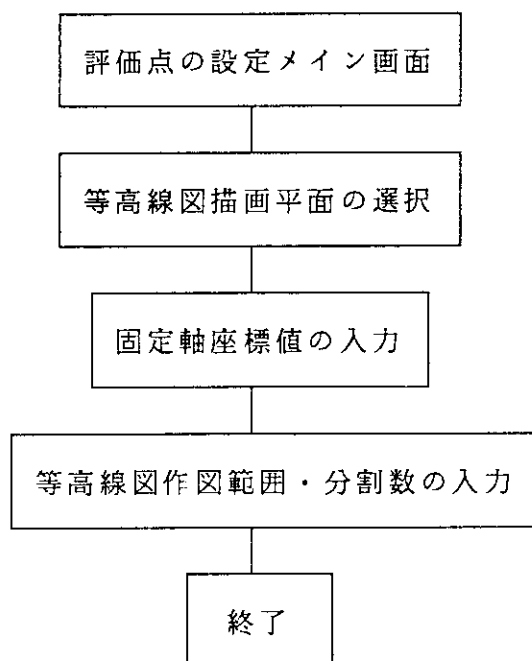 評価点の設定メイン画面
等高線図描画平面の選択
固定軸座標値の入力
等高線図作図範囲・分割数の入力
終了